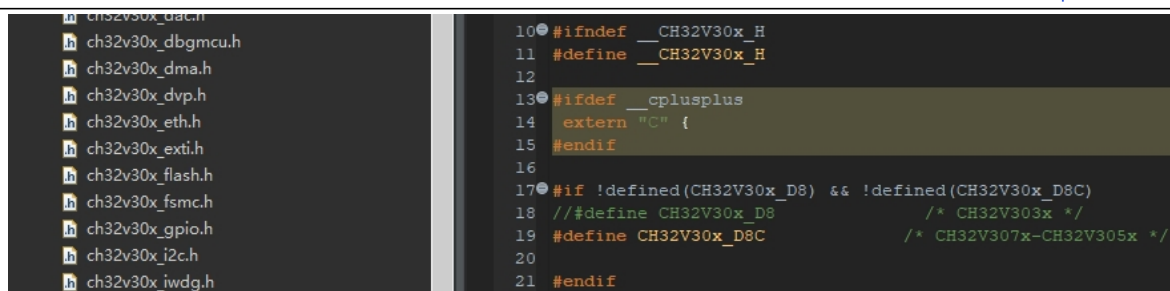 ch32v30x_dac.h
ch32v30x_dbgmcu.h
ch32v30x_dma.h
ch32v30x_dvp.h
ch32v30x_eth.h
ch32v30x_exti.h
ch32v30x_flash.h
ch32v30x_fsmc.h
ch32v30x_gpio.h
ch32v30x_i2c.h
ch32v30x_iwdg.h
10 #ifndef __CH32V30x_H
11 #define __CH32V30x_H
12
13 #ifdef __cplusplus
14 extern "C" {
15 #endif
16
17 #if !defined(CH32V30x_D8) && !defined(CH32V30x_D8C)
18 //#define CH32V30x_D8 /* CH32V303x */
19 #define CH32V30x_D8C /* CH32V307x-CH32V305x */
20
21 #endif